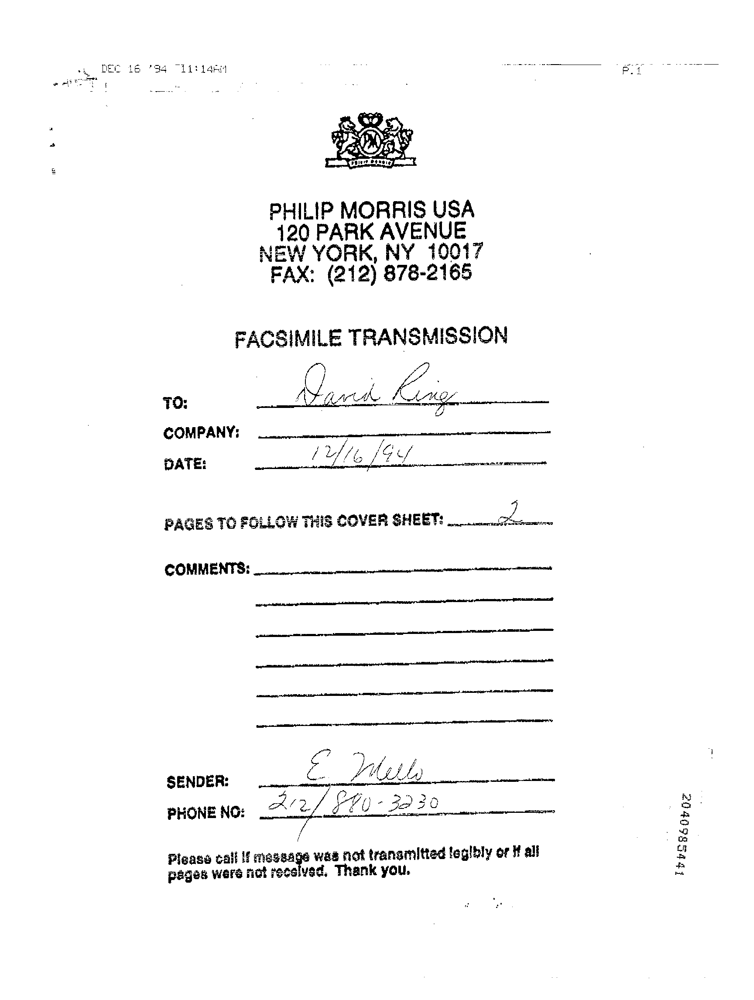 DEC 16 '94 11:14AM P.1
PM
PHILIP MORRIS
PHILIP MORRIS USA
120 PARK AVENUE
NEW YORK, NY 10017
FAX: (212) 878-2165
FACSIMILE TRANSMISSION
TO: David Ring
COMPANY:
DATE: 12/16/94
PAGES TO FOLLOW THIS COVER SHEET: 2
COMMENTS:
SENDER: E Mello
PHONE NO: 212/880-3230
Please call if message was not transmitted legibly or if all
pages were not received. Thank you.
2040985441